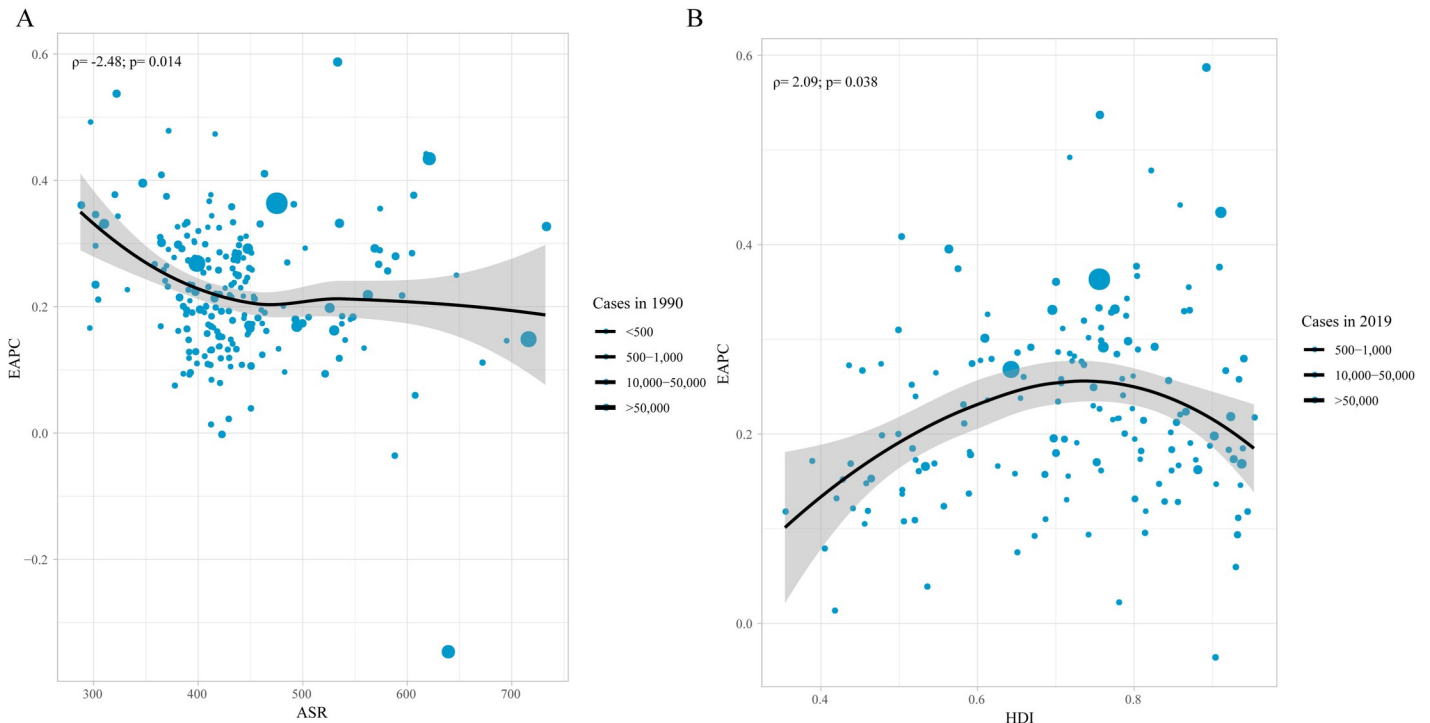 A
ρ= -2.48; p= 0.014
0.6
0.4
0.2
0.0
−0.2
EAPC
300
400
500
600
700
ASR
Cases in 1990
<500
500−1,000
10,000−50,000
>50,000
B
ρ= 2.09; p= 0.038
0.6
0.4
0.2
0.0
EAPC
0.4
0.6
0.8
HDI
Cases in 2019
500−1,000
10,000−50,000
>50,000